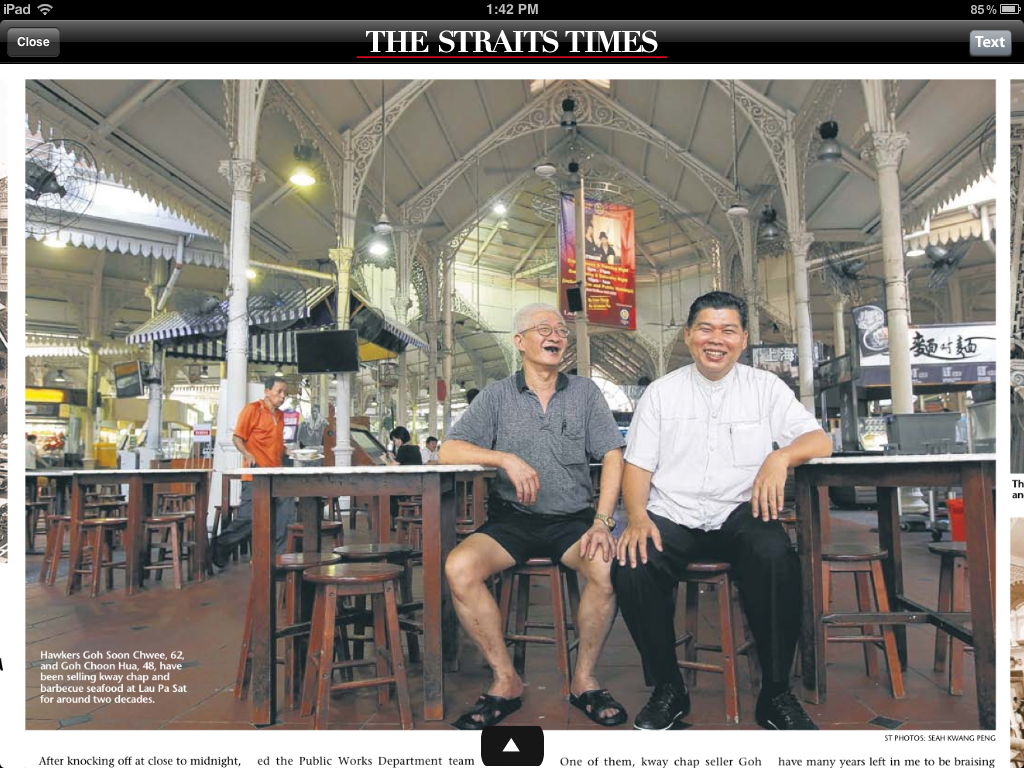 iPad
1:42 PM
85%
Close
THE STRAITS TIMES
Text
上海
Th
an
Hawkers Goh Soon Chwee, 62,
and Goh Choon Hua, 48, have
been selling kway chap and
barbecue seafood at Lau Pa Sat
for around two decades.
ST PHOTOS: SEAH KWANG PENG
After knocking off at close to midnight,
ed the Public Works Department team
One of them, kway chap seller Goh
have many years left in me to be braising